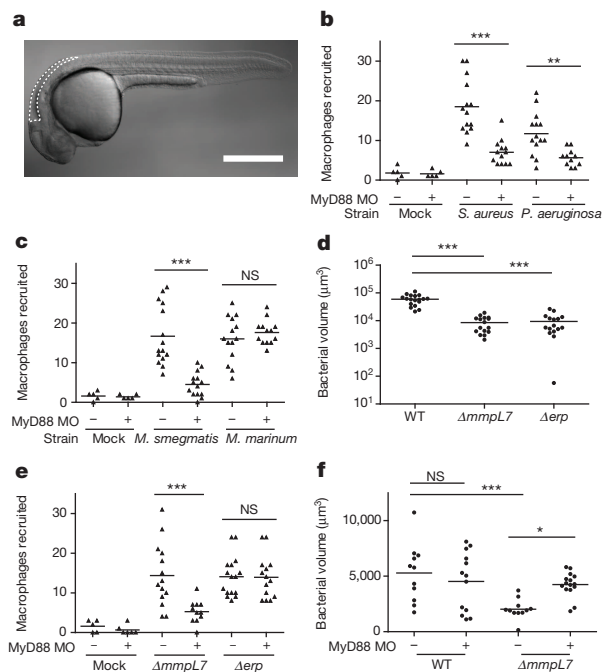 a
b
Macrophages recruited
30
20
10
0
***
**
MyD88 MO − + − + − +
Strain Mock S. aureus P. aeruginosa
c
Macrophages recruited
30
20
10
0
***
NS
MyD88 MO − + − + − +
Strain Mock M. smegmatis M. marinum
d
Bacterial volume (μm³)
10⁶
10⁵
10⁴
10³
10²
10¹
***
***
WT ΔmmpL7 Δerp
e
Macrophages recruited
40
30
20
10
0
***
NS
MyD88 MO − + − + − +
Mock ΔmmpL7 Δerp
f
Bacterial volume (μm³)
10,000
5,000
0
NS
***
*
MyD88 MO − + − +
WT ΔmmpL7